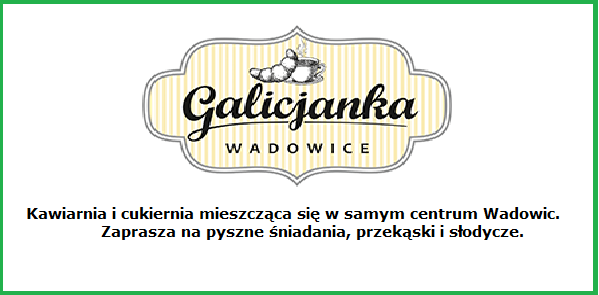 Galicjanka
WADOWICE
Kawiarnia i cukiernia mieszcząca się w samym centrum Wadowic.
Zaprasza na pyszne śniadania, przekąski i słodycze.